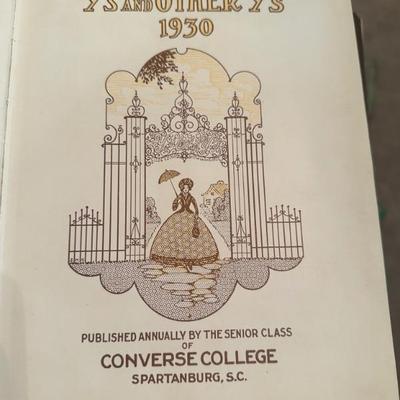 Ys AND OTHER Ys
1930
PUBLISHED ANNUALLY BY THE SENIOR CLASS
OF
CONVERSE COLLEGE
SPARTANBURG, S.C.